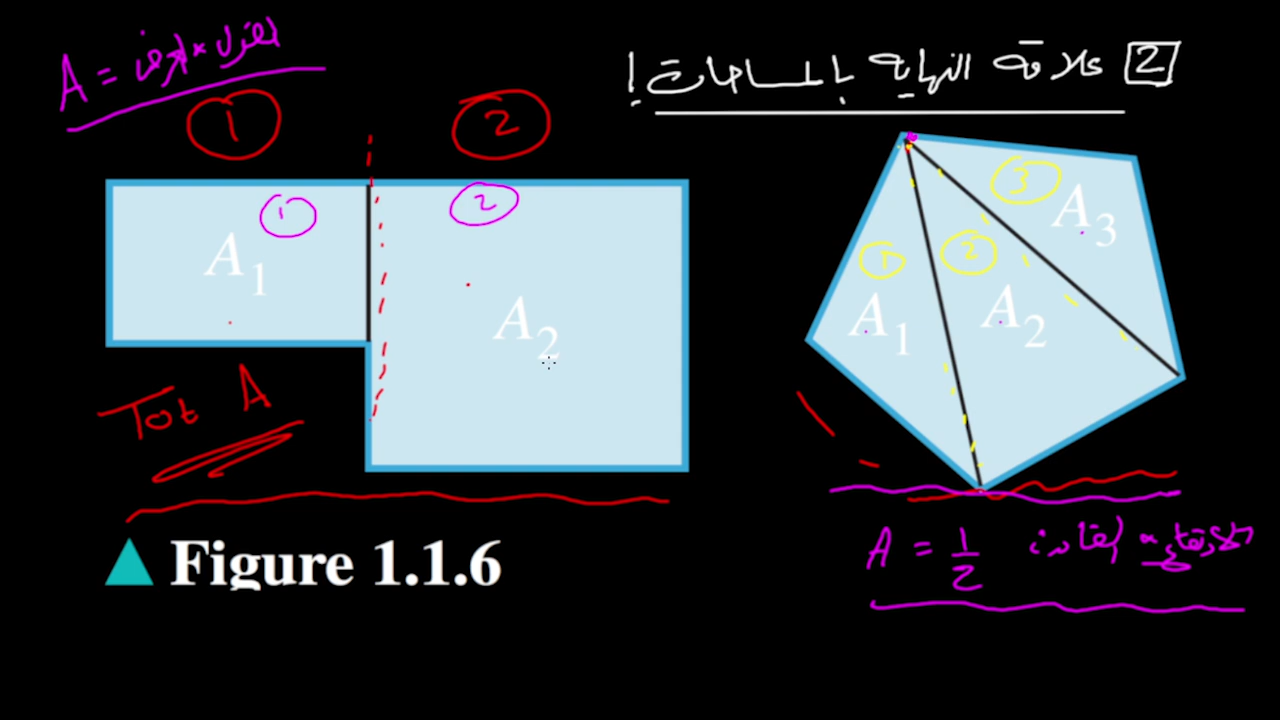 2 علاقة النهاية بالمساحات!
A = الطول * العرض
1 2
1 2
A1 A2
Tot A
3
1 2
A3
A1 A2
A = 1/2 القاعدة * الارتفاع
▲ Figure 1.1.6